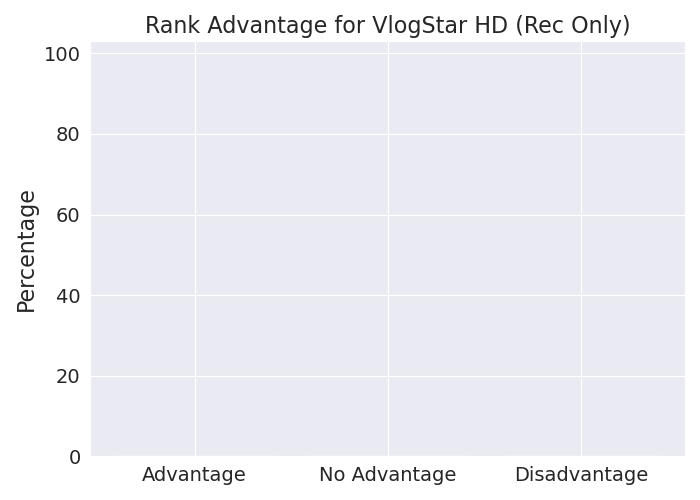 Rank Advantage for VlogStar HD (Rec Only)
100
80
60
40
20
0
Percentage
Advantage
No Advantage
Disadvantage